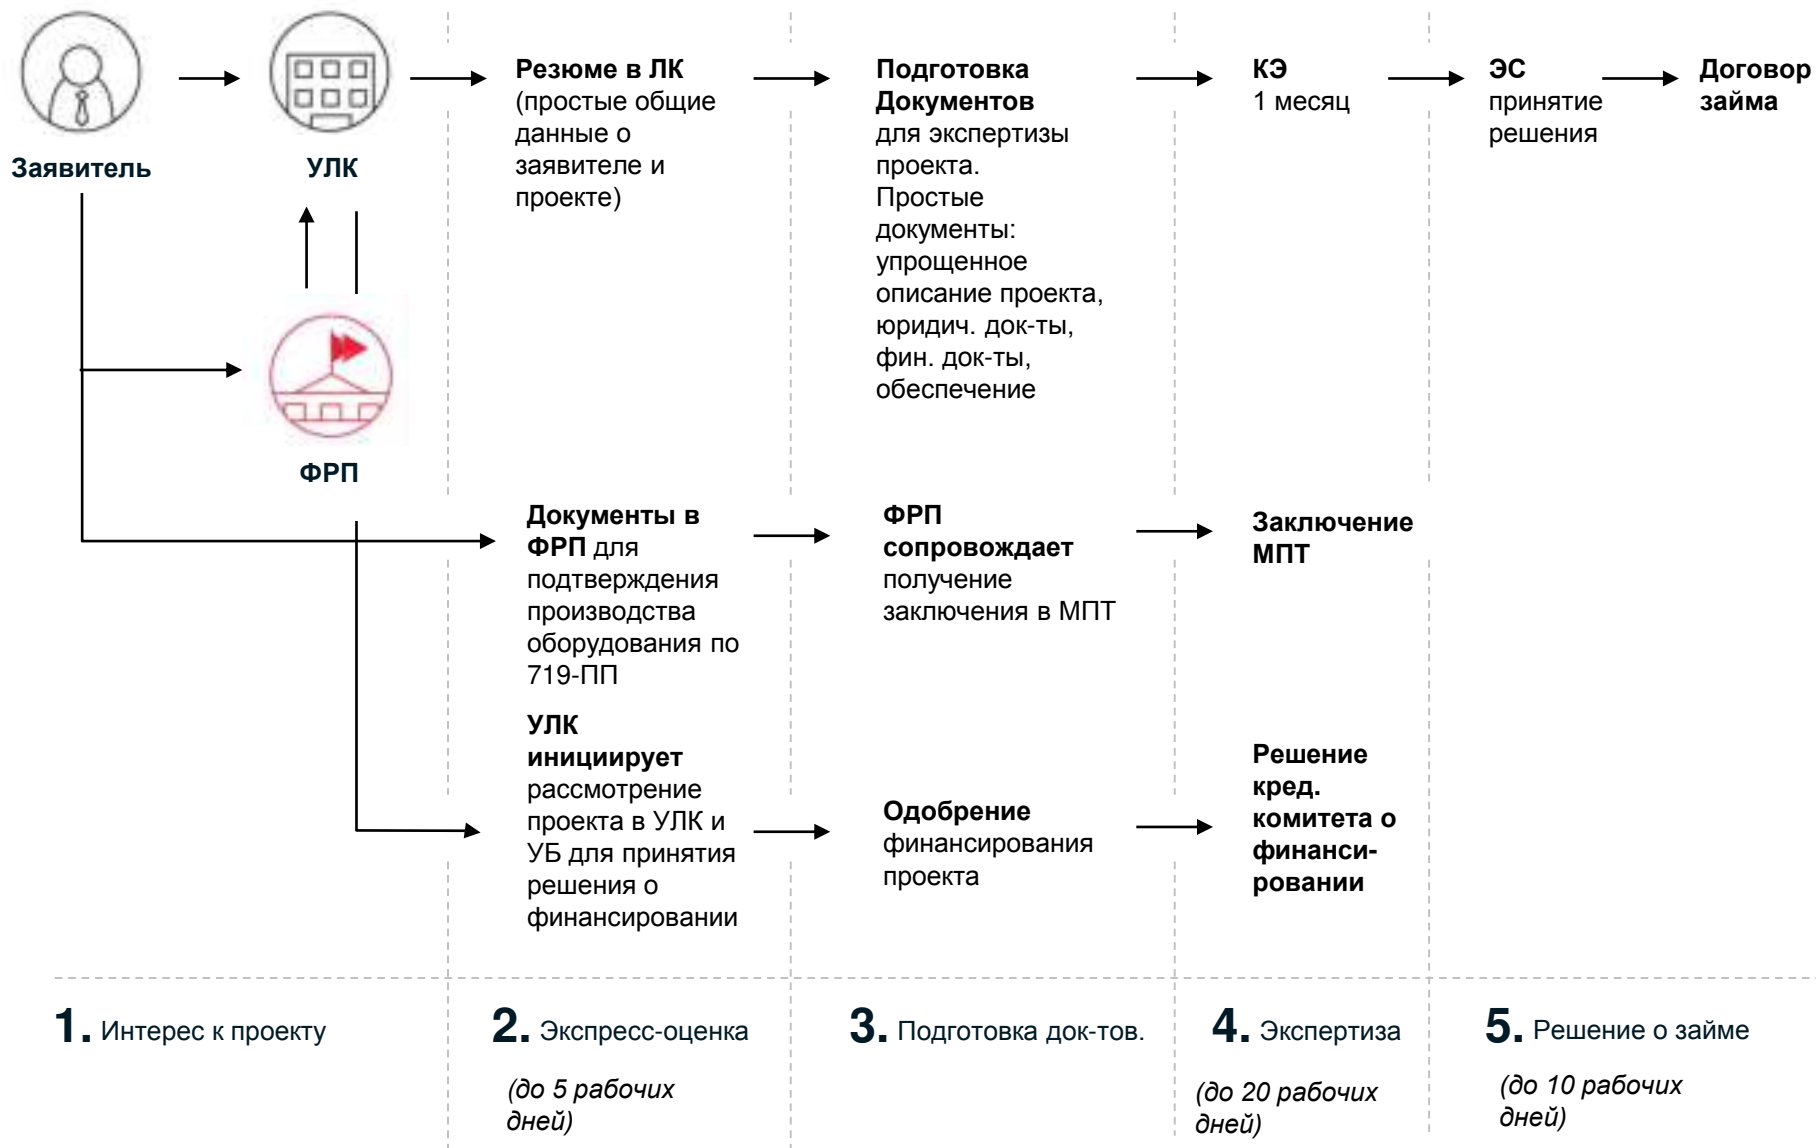 Заявитель
УЛК
ФРП
Резюме в ЛК
(простые общие
данные о
заявителе и
проекте)
Подготовка
Документов
для экспертизы
проекта.
Простые
документы:
упрощенное
описание проекта,
юридич. док-ты,
фин. док-ты,
обеспечение
КЭ
1 месяц
ЭС
принятие
решения
Договор
займа
Документы в
ФРП для
подтверждения
производства
оборудования по
719-ПП
ФРП
сопровождает
получение
заключения в МПТ
Заключение
МПТ
УЛК
инициирует
рассмотрение
проекта в УЛК и
УБ для принятия
решения о
финансировании
Одобрение
финансирования
проекта
Решение
кред.
комитета о
финанси-
ровании
1. Интерес к проекту
2. Экспресс-оценка
(до 5 рабочих
дней)
3. Подготовка док-тов.
4. Экспертиза
(до 20 рабочих
дней)
5. Решение о займе
(до 10 рабочих
дней)